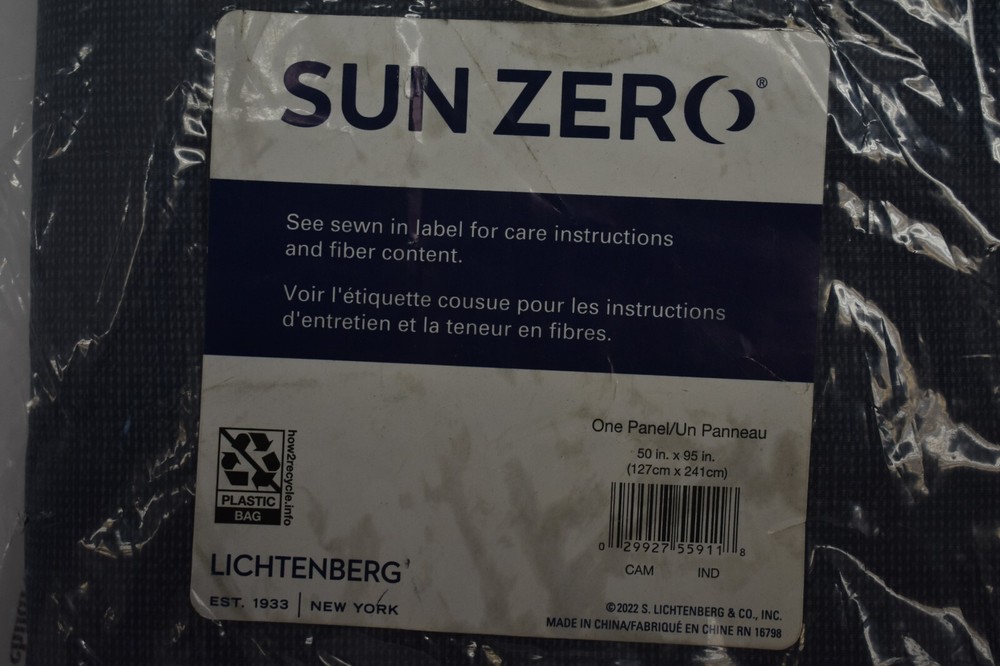 SUN ZERO®
See sewn in label for care instructions
and fiber content.
Voir l'étiquette cousue pour les instructions
d'entretien et la teneur en fibres.
One Panel/Un Panneau
50 in. x 95 in.
(127cm x 241cm)
how2recycle.info
PLASTIC
BAG
0 29927 55911 8
CAM IND
LICHTENBERG
EST. 1933 | NEW YORK
©2022 S. LICHTENBERG & CO., INC.
MADE IN CHINA/FABRIQUÉ EN CHINE RN 16798